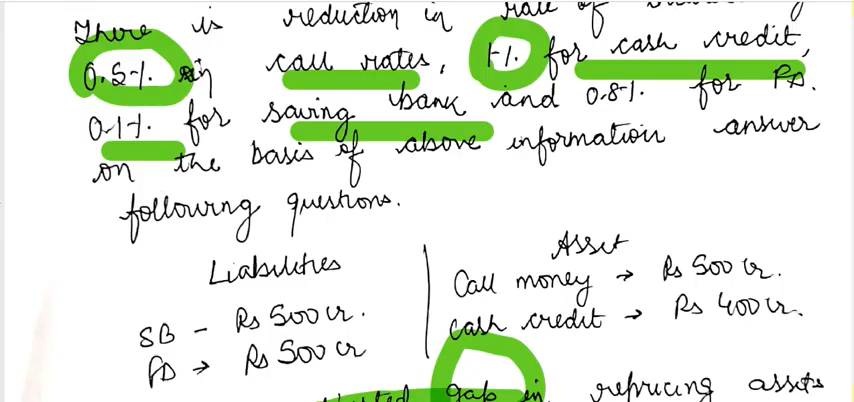 There is reduction in rate of
0.5% in call rates, 1% for cash credit,
0.1% for saving bank and 0.8% for FD.
on the basis of above information answer
following questions.
Liabilities
Asset
SB - Rs 500 cr.
FD → Rs 500 cr
Call money → Rs 500 cr.
cash credit → Rs 400 cr.
gap in repricing assets